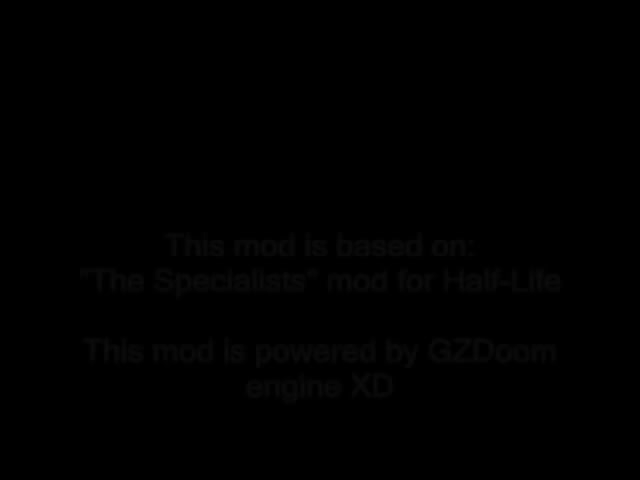 This mod is based on:
"The Specialists" mod for Half-Life
This mod is powered by GZDoom
engine XD